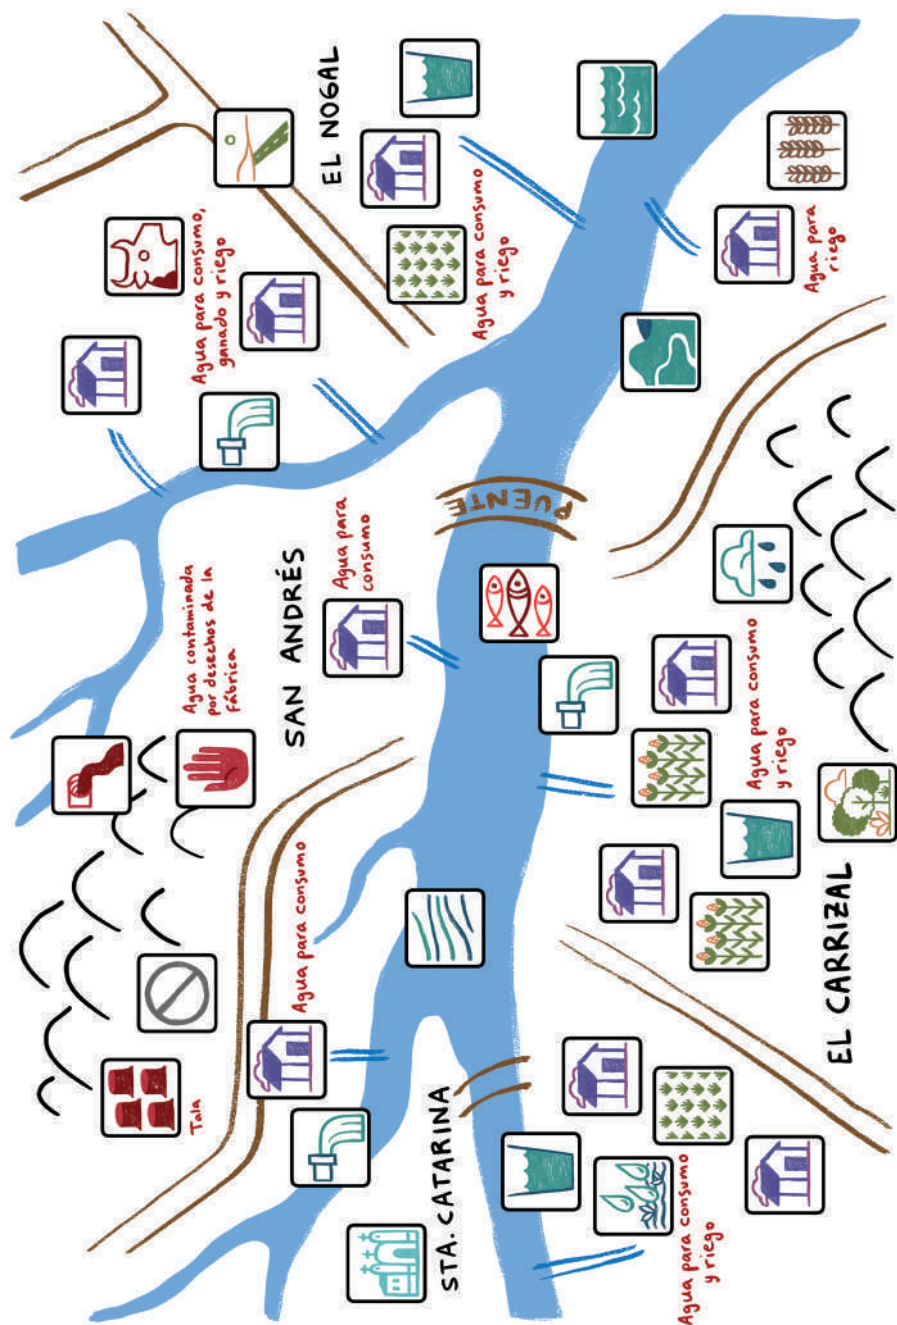 Tala
Agua contaminada
por desechos de la
fábrica
Agua para consumo,
ganado y riego
EL NOGAL
SAN ANDRÉS
Agua para consumo
Agua para
consumo
Agua para consumo
y riego
PUENTE
STA. CATARINA
Agua para consumo
y riego
Agua para consumo
y riego
Agua para
riego
EL CARRIZAL